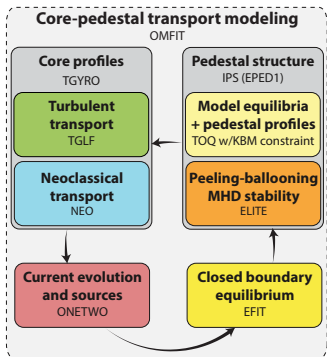 Core-pedestal transport modeling
OMFIT
Core profiles
TGYRO
Turbulent
transport
TGLF
Neoclassical
transport
NEO
Pedestal structure
IPS (EPED1)
Model equilibria
+ pedestal profiles
TOQ w/KBM constraint
Peeling-ballooning
MHD stability
ELITE
Current evolution
and sources
ONETWO
Closed boundary
equilibrium
EFIT